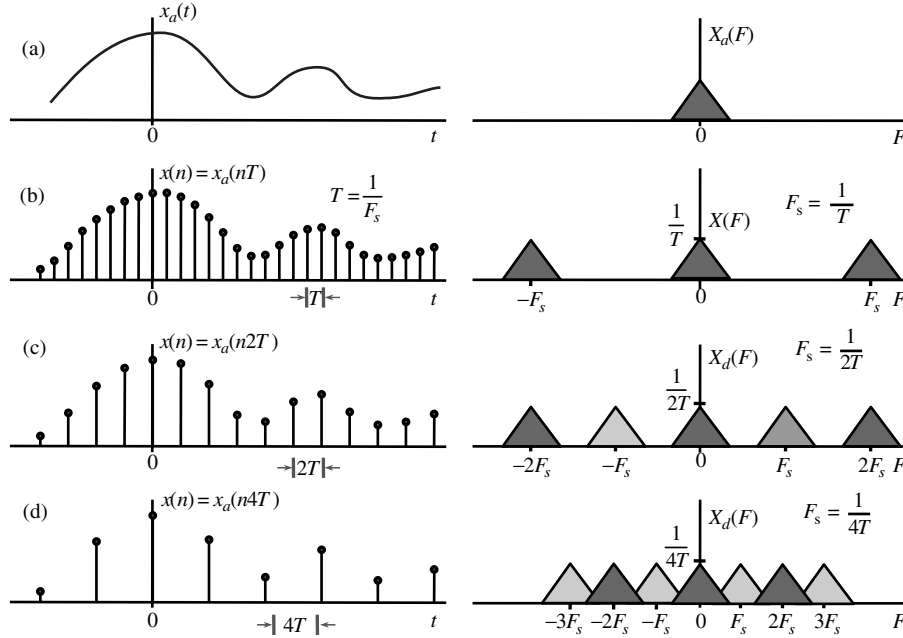 (a)
x_a(t)
0
t
X_a(F)
0
F
(b)
x(n) = x_a(nT)
T = 1/F_s
0
T
t
1/T
X(F)
F_s = 1/T
−F_s
0
F_s
F
(c)
x(n) = x_a(n2T)
0
2T
t
1/2T
X_d(F)
F_s = 1/2T
−2F_s
−F_s
0
F_s
2F_s
F
(d)
x(n) = x_a(n4T)
0
4T
t
1/4T
X_d(F)
F_s = 1/4T
−3F_s
−2F_s
−F_s
0
F_s
2F_s
3F_s
F